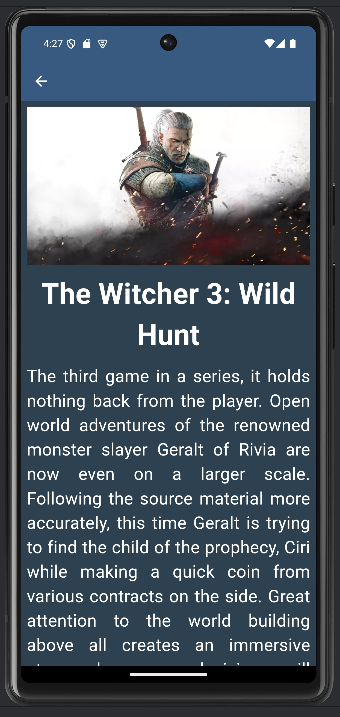 4:27
The Witcher 3: Wild
Hunt
The third game in a series, it holds
nothing back from the player. Open
world adventures of the renowned
monster slayer Geralt of Rivia are
now even on a larger scale.
Following the source material more
accurately, this time Geralt is trying
to find the child of the prophecy, Ciri
while making a quick coin from
various contracts on the side. Great
attention to the world building
above all creates an immersive